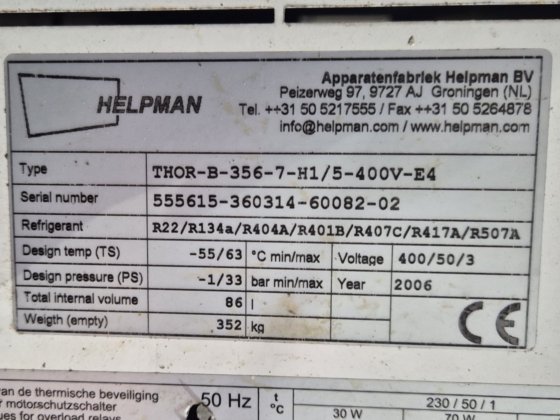 HELPMAN
Apparatenfabriek Helpman BV
Peizerweg 97, 9727 AJ Groningen (NL)
Tel. ++31 50 5217555 / Fax ++31 50 5264878
info@helpman.com / www.helpman.com
Type THOR-B-356-7-H1/5-400V-E4
Serial number 555615-360314-60082-02
Refrigerant R22/R134a/R404A/R401B/R407C/R417A/R507A
Design temp (TS) -55/63 °C min/max Voltage 400/50/3
Design pressure (PS) -1/33 bar min/max Year 2006
Total internal volume 86 l
Weigth (empty) 352 kg
CE
van de thermische beveiliging 50 Hz t °C 230 / 50 / 1
motorschutzschalter 30 W 70 W
ues for overload relays